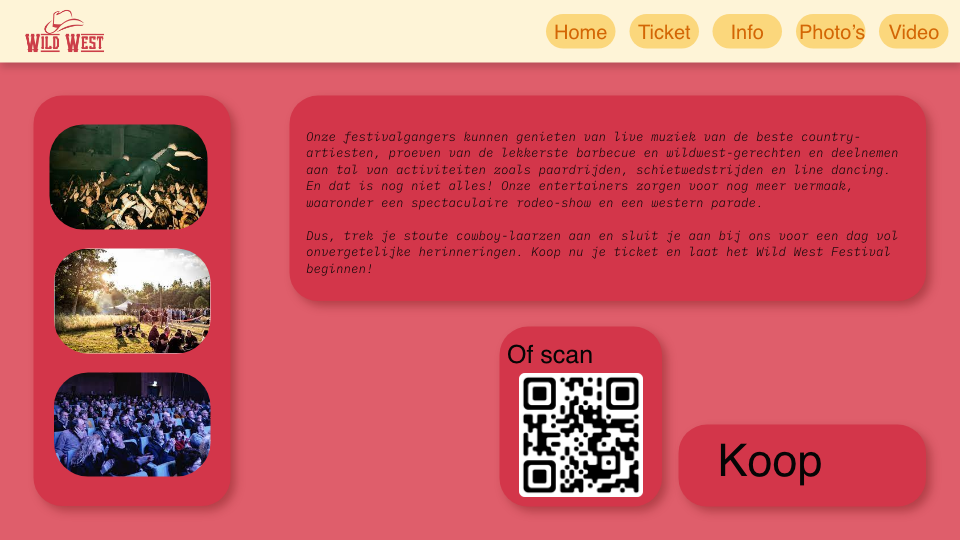 WILD WEST
Home
Ticket
Info
Photo’s
Video
Onze festivalgangers kunnen genieten van live muziek van de beste country-
artiesten, proeven van de lekkerste barbecue en wildwest-gerechten en deelnemen
aan tal van activiteiten zoals paardrijden, schietwedstrijden en line dancing.
En dat is nog niet alles! Onze entertainers zorgen voor nog meer vermaak,
waaronder een spectaculaire rodeo-show en een western parade.
Dus, trek je stoute cowboy-laarzen aan en sluit je aan bij ons voor een dag vol
onvergetelijke herinneringen. Koop nu je ticket en laat het Wild West Festival
beginnen!
Of scan
Koop